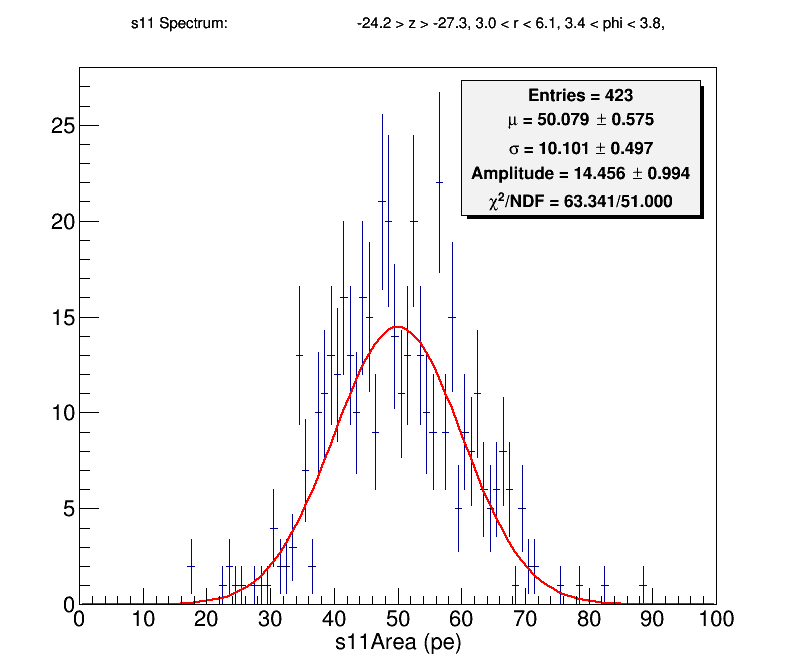 s11 Spectrum: -24.2 > z > -27.3, 3.0 < r < 6.1, 3.4 < phi < 3.8,
Entries = 423
μ = 50.079 ± 0.575
σ = 10.101 ± 0.497
Amplitude = 14.456 ± 0.994
χ²/NDF = 63.341/51.000
25
20
15
10
5
0
0 10 20 30 40 50 60 70 80 90 100
s11Area (pe)